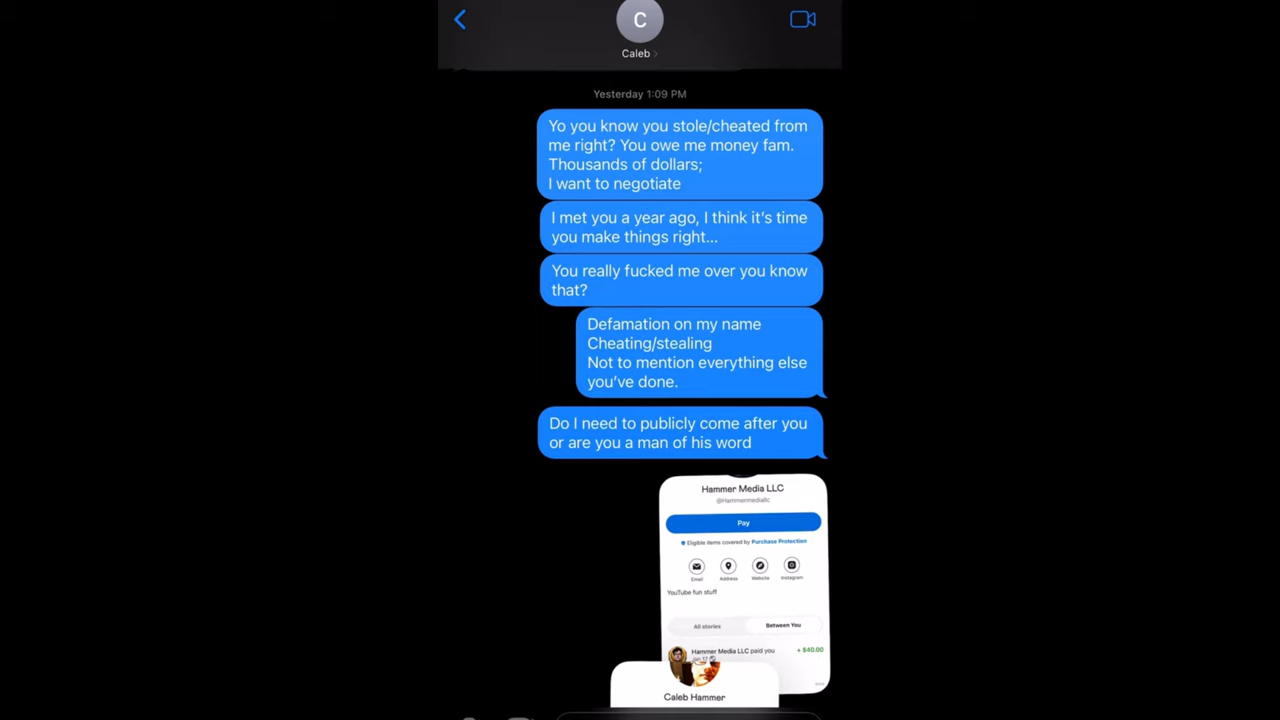 C
Caleb
Yesterday 1:09 PM
Yo you know you stole/cheated from
me right? You owe me money fam.
Thousands of dollars;
I want to negotiate
I met you a year ago, I think it's time
you make things right...
You really fucked me over you know
that?
Defamation on my name
Cheating/stealing
Not to mention everything else
you've done.
Do I need to publicly come after you
or are you a man of his word
Hammer Media LLC
@Hammermediallc
Pay
Eligible items covered by Purchase Protection
Email Address Website Instagram
YouTube fun stuff
All stories Between You
Hammer Media LLC paid you + $40.00
Jan 17
Caleb Hammer